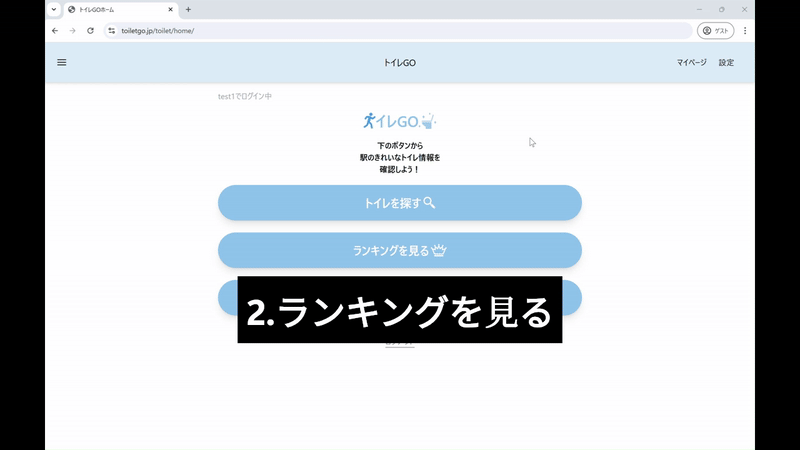 トイレGOホーム
toiletgo.jp/toilet/home/
ゲスト
トイレGO
マイページ 設定
test1でログイン中
イレGO.
下のボタンから
駅のきれいなトイレ情報を
確認しよう！
トイレを探す
ランキングを見る
2.ランキングを見る